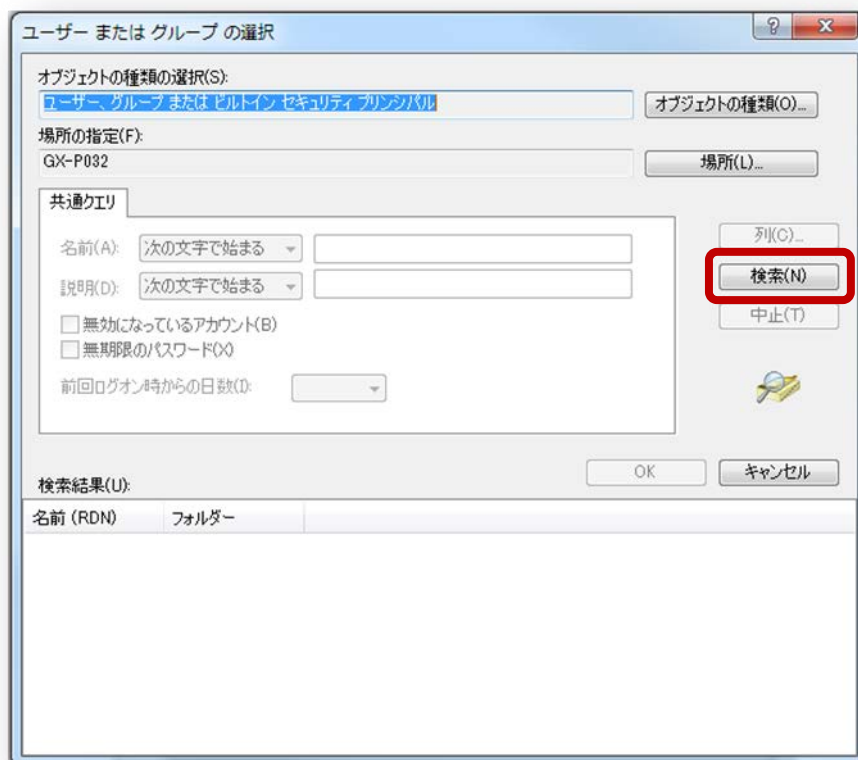 ユーザー または グループ の選択
オブジェクトの種類の選択(S):
ユーザー、グループ または ビルトイン セキュリティ プリンシパル
オブジェクトの種類(O)...
場所の指定(F):
GX-P032
場所(L)...
共通クエリ
名前(A):
次の文字で始まる
列(C)...
説明(D):
次の文字で始まる
検索(N)
無効になっているアカウント(B)
中止(T)
無期限のパスワード(X)
前回ログオン時からの日数(I):
OK
キャンセル
検索結果(U):
名前 (RDN)
フォルダー